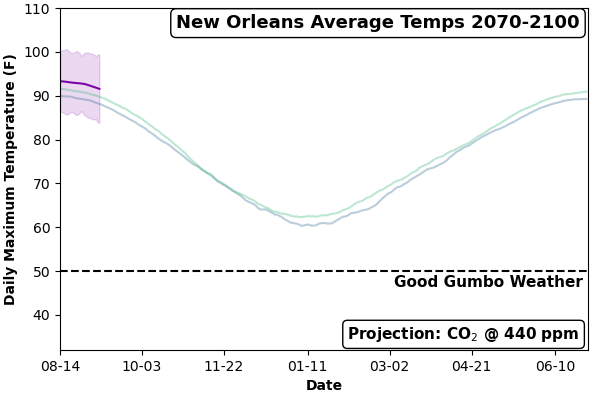 New Orleans Average Temps 2070-2100
Daily Maximum Temperature (F)
110
100
90
80
70
60
50
40
Good Gumbo Weather
Projection: CO₂ @ 440 ppm
08-14 10-03 11-22 01-11 03-02 04-21 06-10
Date